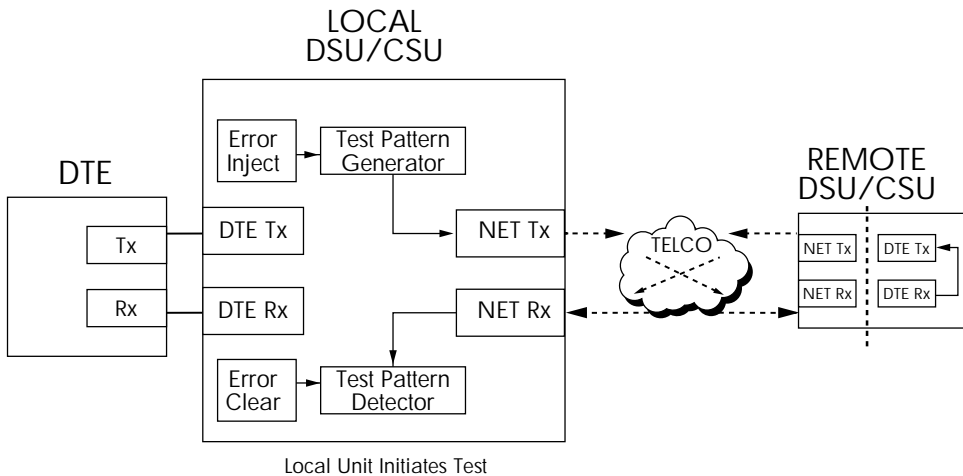 LOCAL
DSU/CSU
DTE
Tx
Rx
Error
Inject
Test Pattern
Generator
DTE Tx
NET Tx
DTE Rx
NET Rx
Error
Clear
Test Pattern
Detector
TELCO
REMOTE
DSU/CSU
NET Tx
DTE Tx
NET Rx
DTE Rx
Local Unit Initiates Test